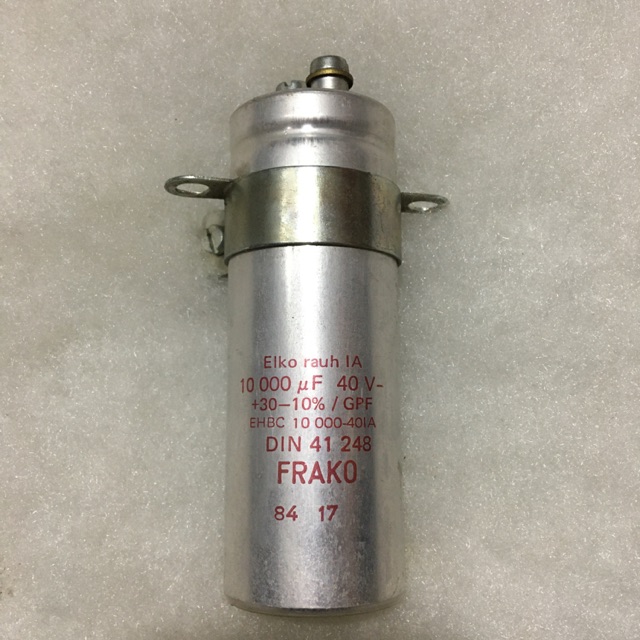 Elko rauh IA
10 000 µF 40 V-
+30-10% / GPF
EHBC 10 000-40IA
DIN 41 248
FRAKO
84 17